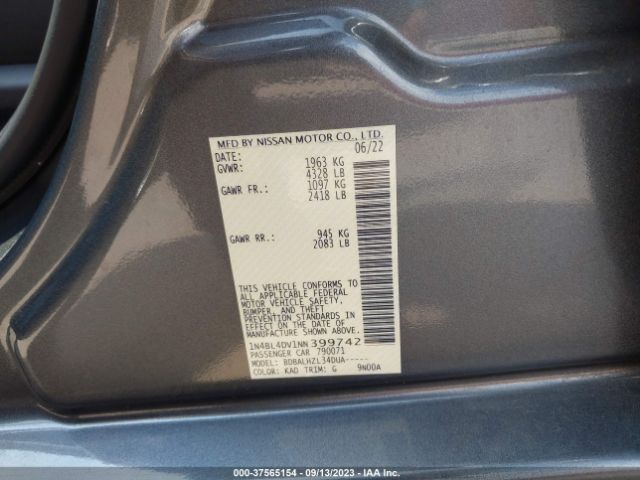 MFD BY NISSAN MOTOR CO., LTD.
DATE: 06/22
GVWR: 1963 KG
4328 LB
GAWR FR.: 1097 KG
2418 LB
GAWR RR.: 945 KG
2083 LB
THIS VEHICLE CONFORMS TO
ALL APPLICABLE FEDERAL
MOTOR VEHICLE SAFETY,
BUMPER, AND THEFT
PREVENTION STANDARDS IN
EFFECT ON THE DATE OF
MANUFACTURE SHOWN ABOVE.
1N4BL4DV1NN399742
PASSENGER CAR 790071
MODEL: BDBALHZL34DUA-----
COLOR: KAD TRIM: G 9N00A
000-37565154 - 09/13/2023 - IAA Inc.